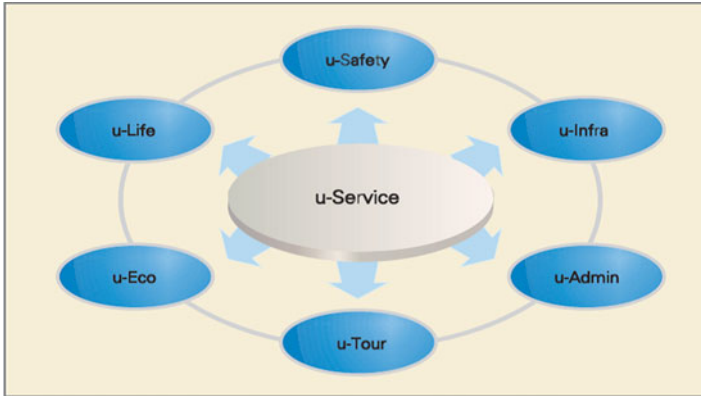 u-Safety
u-Life
u-Infra
u-Service
u-Eco
u-Admin
u-Tour